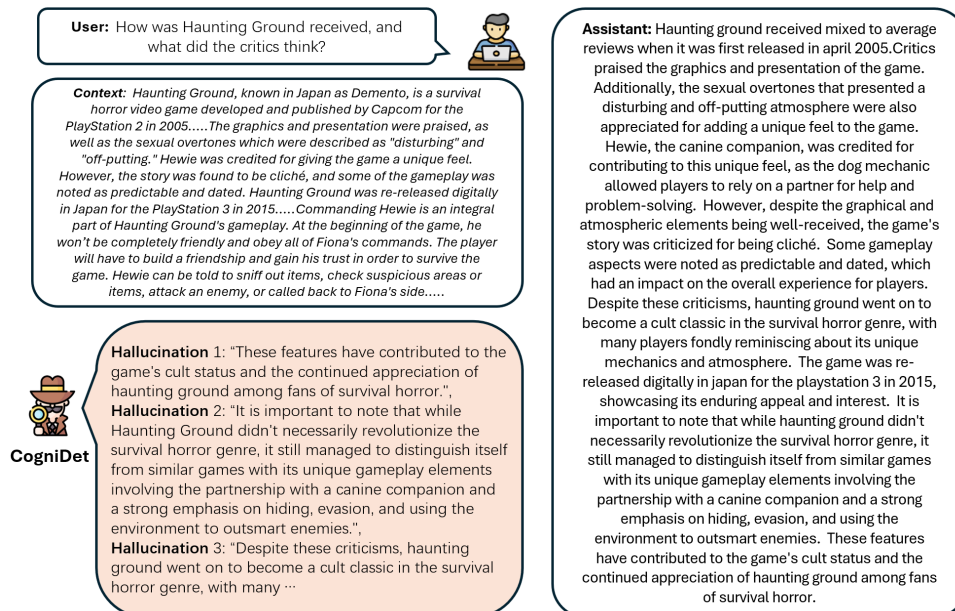 User: How was Haunting Ground received, and
what did the critics think?
Context: Haunting Ground, known in Japan as Demento, is a survival
horror video game developed and published by Capcom for the
PlayStation 2 in 2005.....The graphics and presentation were praised, as
well as the sexual overtones which were described as "disturbing" and
"off-putting." Hewie was credited for giving the game a unique feel.
However, the story was found to be cliché, and some of the gameplay was
noted as predictable and dated. Haunting Ground was re-released digitally
in Japan for the PlayStation 3 in 2015.....Commanding Hewie is an integral
part of Haunting Ground's gameplay. At the beginning of the game, he
won't be completely friendly and obey all of Fiona's commands. The player
will have to build a friendship and gain his trust in order to survive the
game. Hewie can be told to sniff out items, check suspicious areas or
items, attack an enemy, or called back to Fiona's side.....
CogniDet
Hallucination 1: “These features have contributed to the
game's cult status and the continued appreciation of
haunting ground among fans of survival horror.",
Hallucination 2: “It is important to note that while
Haunting Ground didn't necessarily revolutionize the
survival horror genre, it still managed to distinguish itself
from similar games with its unique gameplay elements
involving the partnership with a canine companion and
a strong emphasis on hiding, evasion, and using the
environment to outsmart enemies.",
Hallucination 3: “Despite these criticisms, haunting
ground went on to become a cult classic in the survival
horror genre, with many ···
Assistant: Haunting ground received mixed to average
reviews when it was first released in april 2005.Critics
praised the graphics and presentation of the game.
Additionally, the sexual overtones that presented a
disturbing and off-putting atmosphere were also
appreciated for adding a unique feel to the game.
Hewie, the canine companion, was credited for
contributing to this unique feel, as the dog mechanic
allowed players to rely on a partner for help and
problem-solving. However, despite the graphical and
atmospheric elements being well-received, the game's
story was criticized for being cliché. Some gameplay
aspects were noted as predictable and dated, which
had an impact on the overall experience for players.
Despite these criticisms, haunting ground went on to
become a cult classic in the survival horror genre, with
many players fondly reminiscing about its unique
mechanics and atmosphere. The game was re-
released digitally in japan for the playstation 3 in 2015,
showcasing its enduring appeal and interest. It is
important to note that while haunting ground didn't
necessarily revolutionize the survival horror genre, it
still managed to distinguish itself from similar games
with its unique gameplay elements involving the
partnership with a canine companion and a strong
emphasis on hiding, evasion, and using the
environment to outsmart enemies. These features
have contributed to the game's cult status and the
continued appreciation of haunting ground among fans
of survival horror.